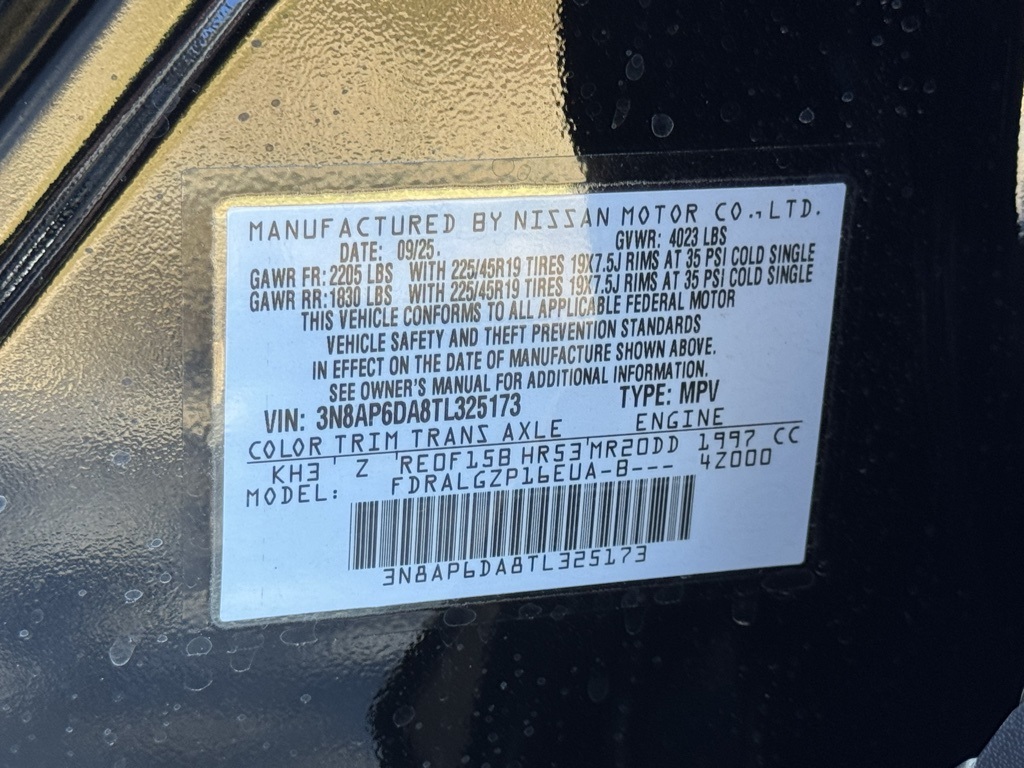 MANUFACTURED BY NISSAN MOTOR CO., LTD.
DATE: 09/25. GVWR: 4023 LBS
GAWR FR: 2205 LBS WITH 225/45R19 TIRES 19X7.5J RIMS AT 35 PSI COLD SINGLE
GAWR RR: 1830 LBS WITH 225/45R19 TIRES 19X7.5J RIMS AT 35 PSI COLD SINGLE
THIS VEHICLE CONFORMS TO ALL APPLICABLE FEDERAL MOTOR
VEHICLE SAFETY AND THEFT PREVENTION STANDARDS
IN EFFECT ON THE DATE OF MANUFACTURE SHOWN ABOVE.
SEE OWNER'S MANUAL FOR ADDITIONAL INFORMATION.
VIN: 3N8AP6DA8TL325173 TYPE: MPV
COLOR TRIM TRANS AXLE ENGINE
KH3 Z RE0F15B HR53 MR20DD 1997 CC
MODEL: FDRALGZP16EUA-B--- 4Z000
3N8AP6DA8TL325173